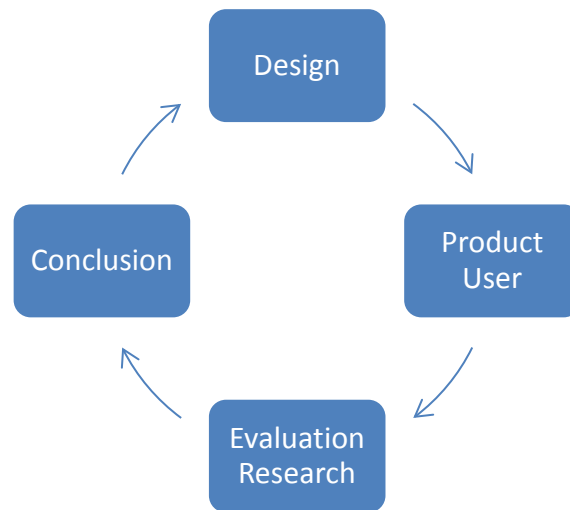 Design
Product
User
Evaluation
Research
Conclusion